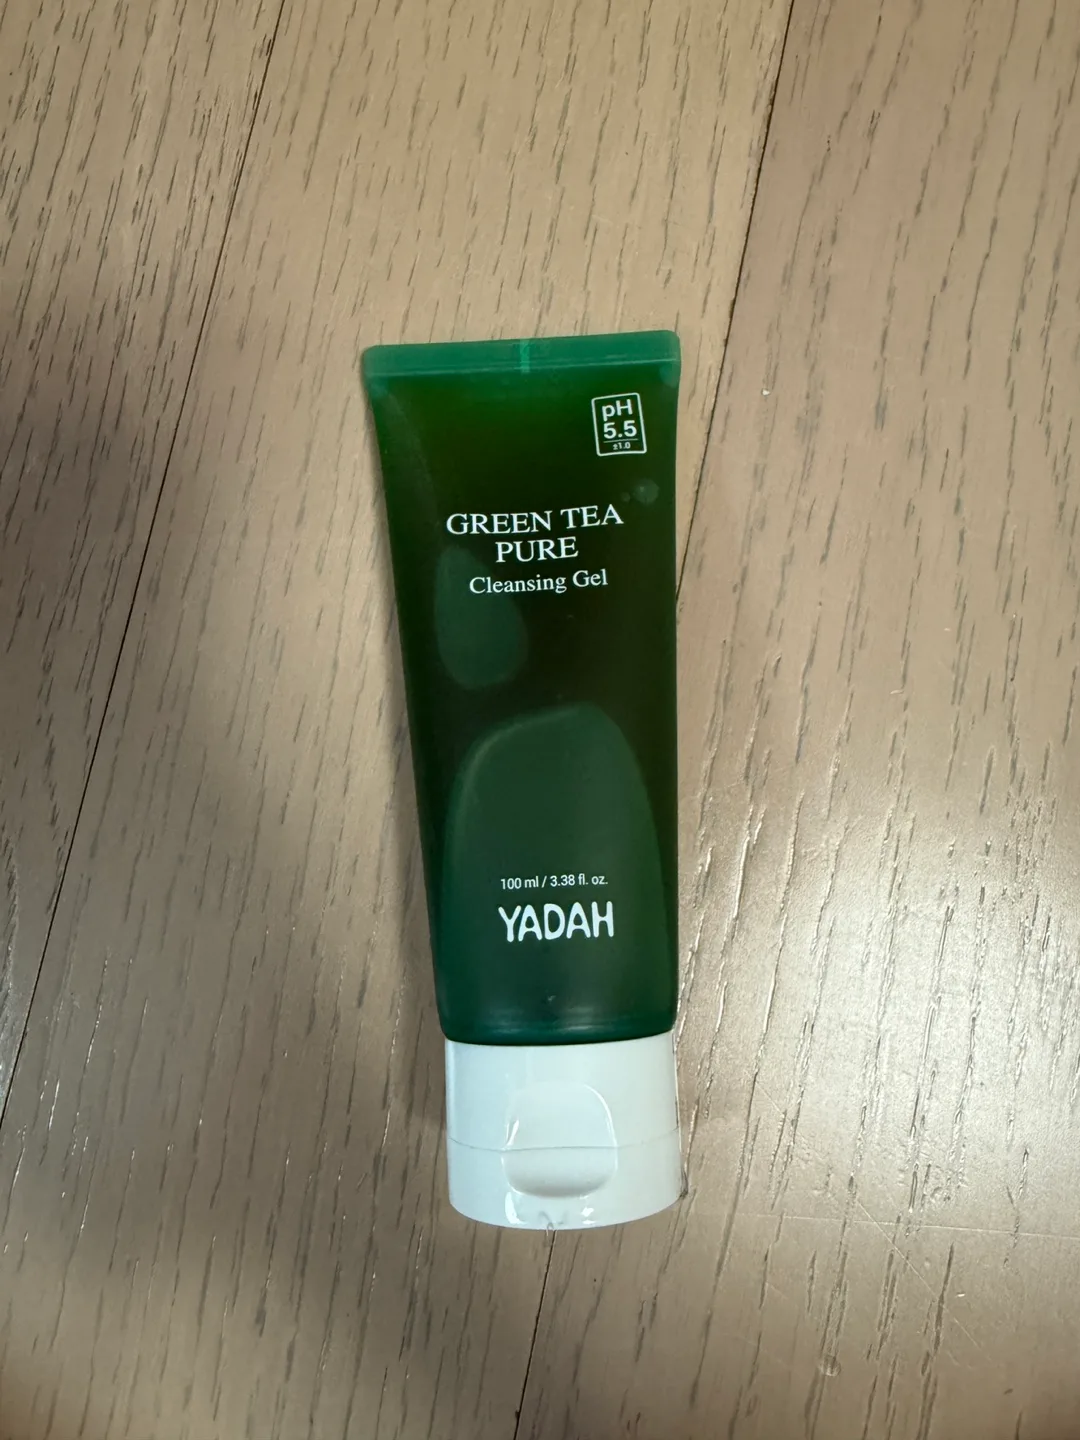 pH
5.5
±1.0
GREEN TEA
PURE
Cleansing Gel
100 ml / 3.38 fl. oz.
YADAH